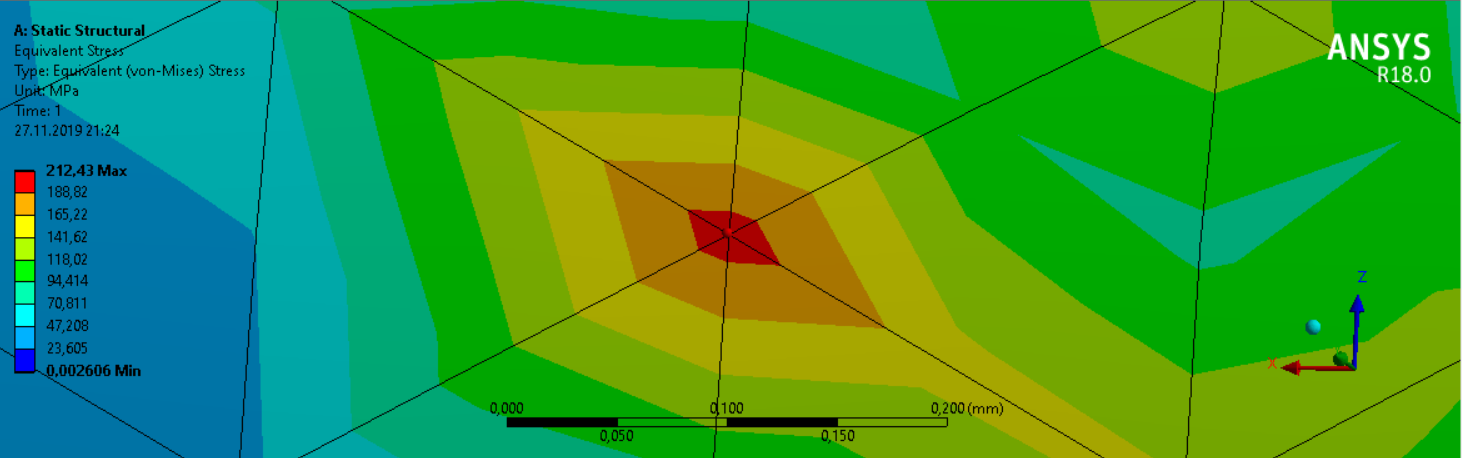 A: Static Structural
Equivalent Stress
Type: Equivalent (von-Mises) Stress
Unit: MPa
Time: 1
27.11.2019 21:24
ANSYS
R18.0
212,43 Max
188,82
165,22
141,62
118,02
94,414
70,811
47,208
23,605
0,002606 Min
Z
X
0,000 0,100 0,200 (mm)
0,050 0,150